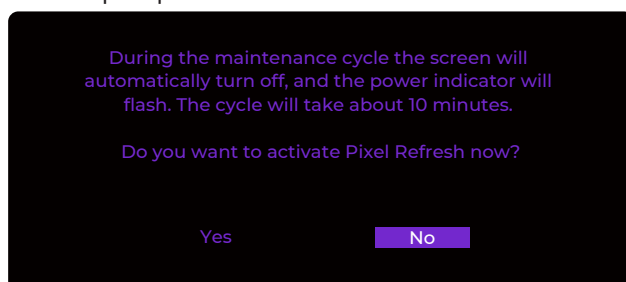 During the maintenance cycle the screen will
automatically turn off, and the power indicator will
flash. The cycle will take about 10 minutes.
Do you want to activate Pixel Refresh now?
Yes No